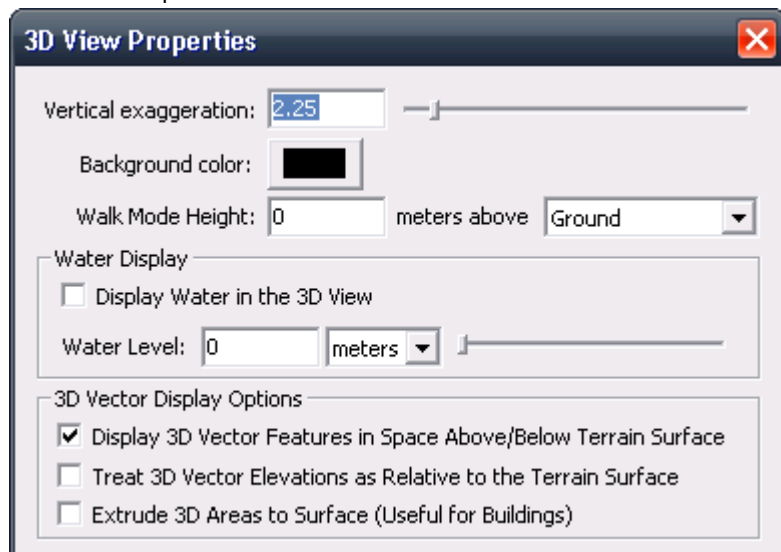 3D View Properties
Vertical exaggeration: 2.25
Background color:
Walk Mode Height: 0 meters above Ground
Water Display
Display Water in the 3D View
Water Level: 0 meters
3D Vector Display Options
Display 3D Vector Features in Space Above/Below Terrain Surface
Treat 3D Vector Elevations as Relative to the Terrain Surface
Extrude 3D Areas to Surface (Useful for Buildings)